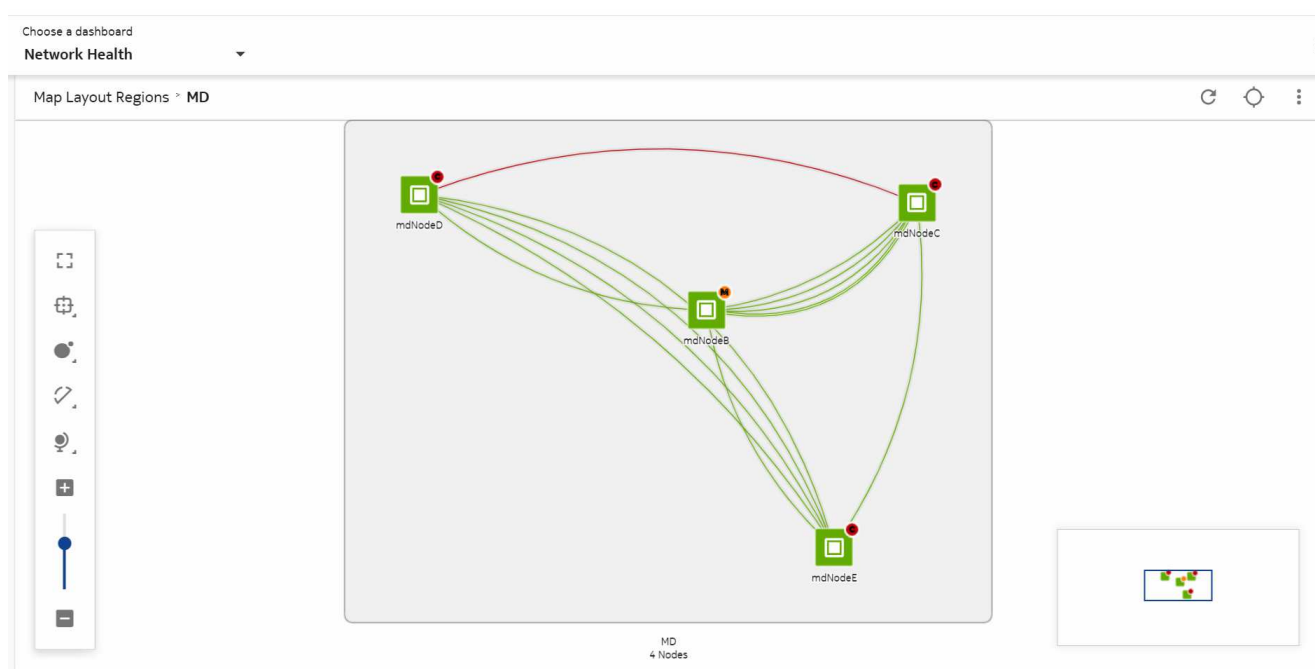 Choose a dashboard
Network Health
Map Layout Regions > MD
C
mdNodeD
C
mdNodeC
M
mdNodeB
C
mdNodeE
MD
4 Nodes